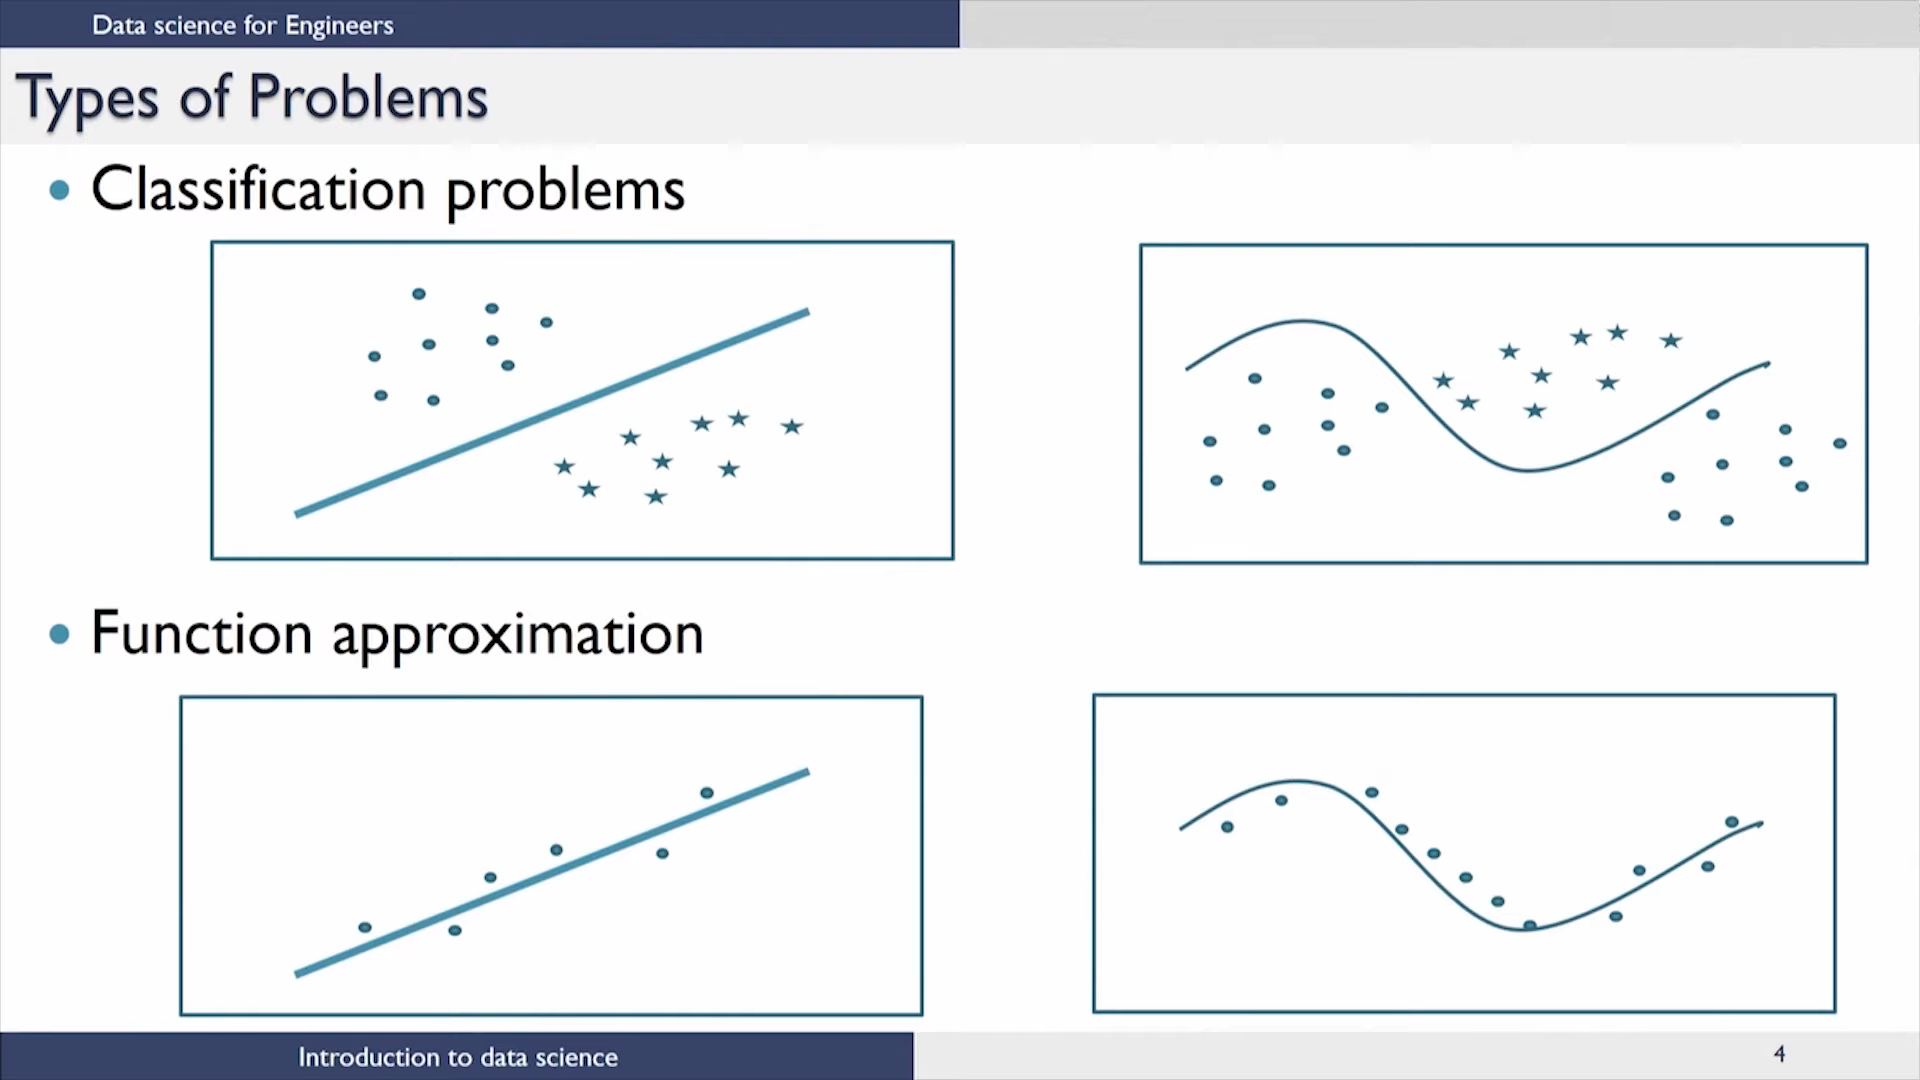 Data science for Engineers
Types of Problems
• Classification problems
• Function approximation
Introduction to data science
4